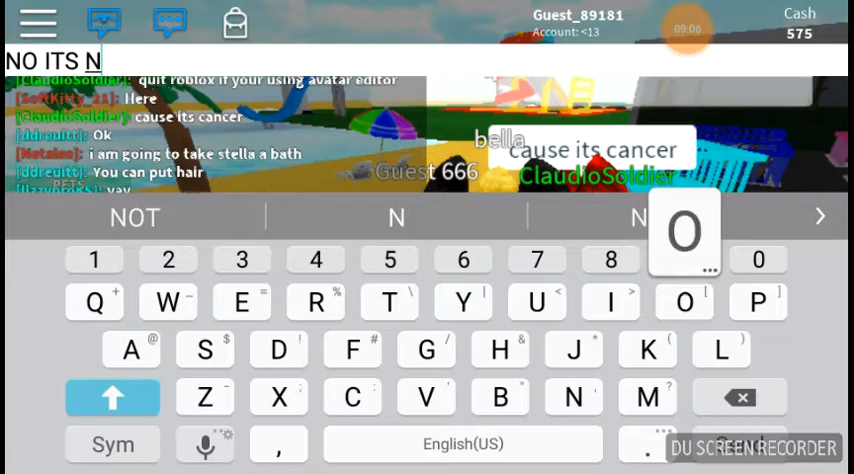 Guest_89181
Account: <13
09:06
Cash
575
NO ITS N
[ClaudioSoldier]: quit roblox if your using avatar editor
[SoftKitty_21]: Here
[ClaudioSoldier]: cause its cancer
[ddreuitt]: Ok
[Notaino]: i am going to take stella a bath
[ddreuitt]: You can put hair
yay
PETS
bella
cause its cancer
Guest 666
ClaudioSoldier
NOT N N
O
1 2 3 4 5 6 7 8 0
Q + W _ E = R % T \ Y | U < I > O [ P ]
A @ S $ D ! F # G / H & J * K ( L )
Z - X ; C : V ' B " N , M ?
Sym , English(US) .
DU SCREEN RECORDER